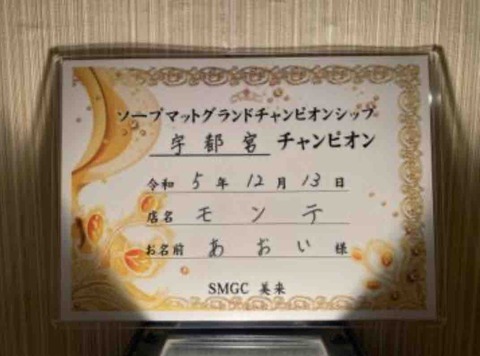 ソープマットグランドチャンピオンシップ
宇都宮 チャンピオン
令和 5 年 12 月 13 日
店名 モンテ
お名前 あおい 様
SMGC 美来